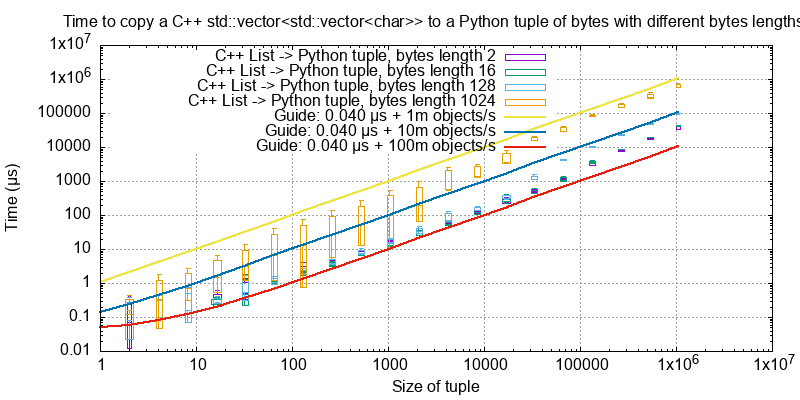 Time to copy a C++ std::vector<std::vector<char>> to a Python tuple of bytes with different bytes lengths
1x10⁷
1x10⁶
100000
10000
1000
100
10
1
0.1
0.01
Time (µs)
C++ List -> Python tuple, bytes length 2
C++ List -> Python tuple, bytes length 16
C++ List -> Python tuple, bytes length 128
C++ List -> Python tuple, bytes length 1024
Guide: 0.040 µs + 1m objects/s
Guide: 0.040 µs + 10m objects/s
Guide: 0.040 µs + 100m objects/s
1 10 100 1000 10000 100000 1x10⁶ 1x10⁷
Size of tuple